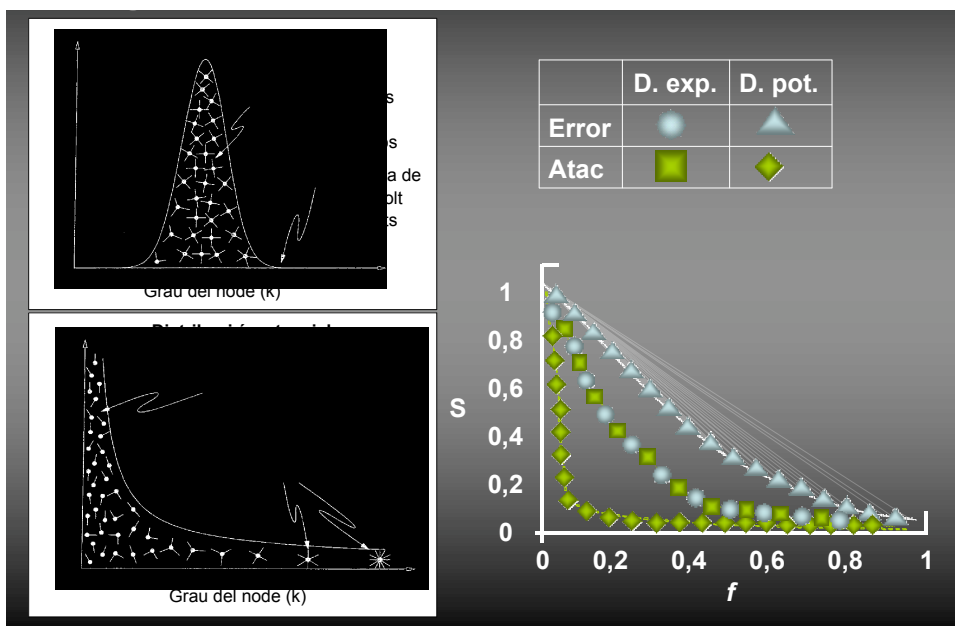 a de
Grau del node (k)
Grau del node (k)
D. exp. D. pot.
Error
Atac
S
1
0,8
0,6
0,4
0,2
0
0 0,2 0,4 0,6 0,8 1
f